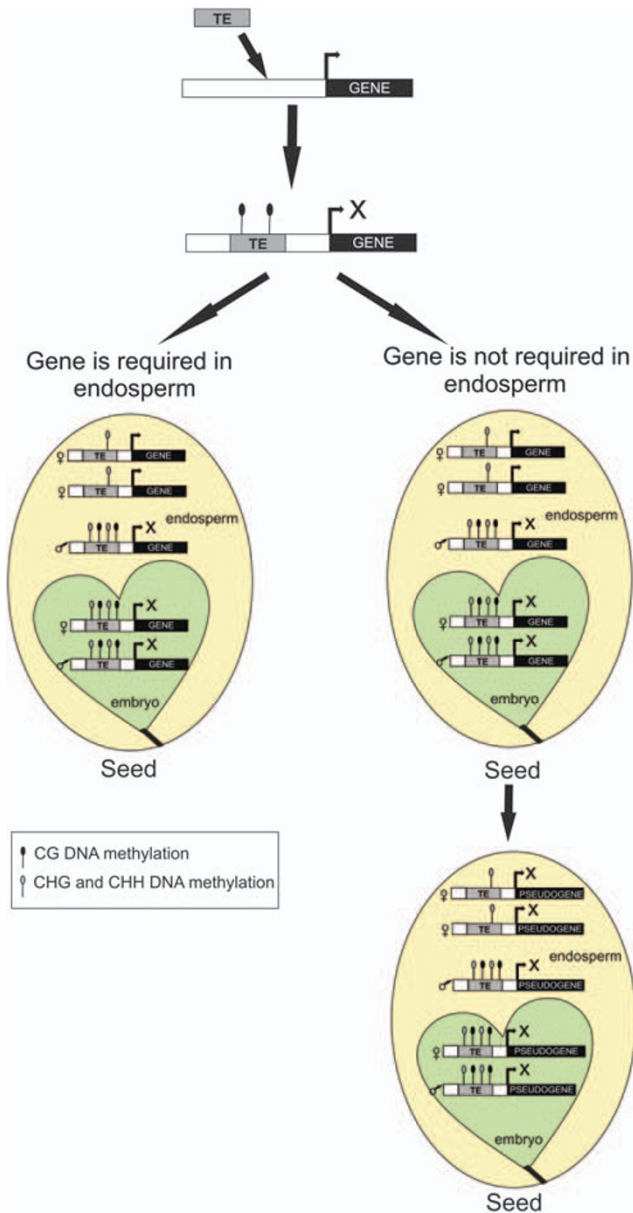 TE
GENE
X
TE
GENE
Gene is required in
endosperm
Gene is not required in
endosperm
♀ TE GENE
♀ TE GENE
endosperm
X
♂ TE GENE
X
♀ TE GENE
X
♂ TE GENE
embryo
Seed
♀ TE GENE
♀ TE GENE
endosperm
X
♂ TE GENE
X
♀ TE GENE
X
♂ TE GENE
embryo
Seed
CG DNA methylation
CHG and CHH DNA methylation
X
♀ TE PSEUDOGENE
X
♀ TE PSEUDOGENE
endosperm
X
♂ TE PSEUDOGENE
X
♀ TE PSEUDOGENE
X
♂ TE PSEUDOGENE
embryo
Seed